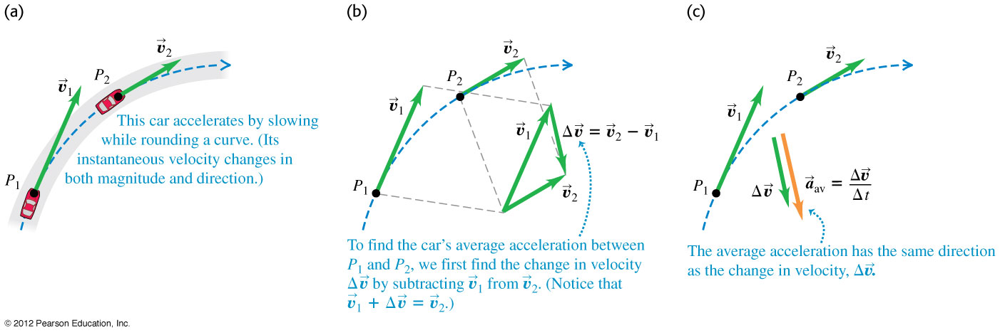 (a)
v⃗₂
P₂
v⃗₁
This car accelerates by slowing
while rounding a curve. (Its
instantaneous velocity changes in
both magnitude and direction.)
P₁
(b)
v⃗₂
P₂
v⃗₁
v⃗₁
Δv⃗ = v⃗₂ − v⃗₁
P₁
v⃗₂
To find the car’s average acceleration between
P₁ and P₂, we first find the change in velocity
Δv⃗ by subtracting v⃗₁ from v⃗₂. (Notice that
v⃗₁ + Δv⃗ = v⃗₂.)
(c)
v⃗₂
P₂
v⃗₁
P₁
Δv⃗
a⃗av = Δv⃗/Δt
The average acceleration has the same direction
as the change in velocity, Δv⃗.
© 2012 Pearson Education, Inc.